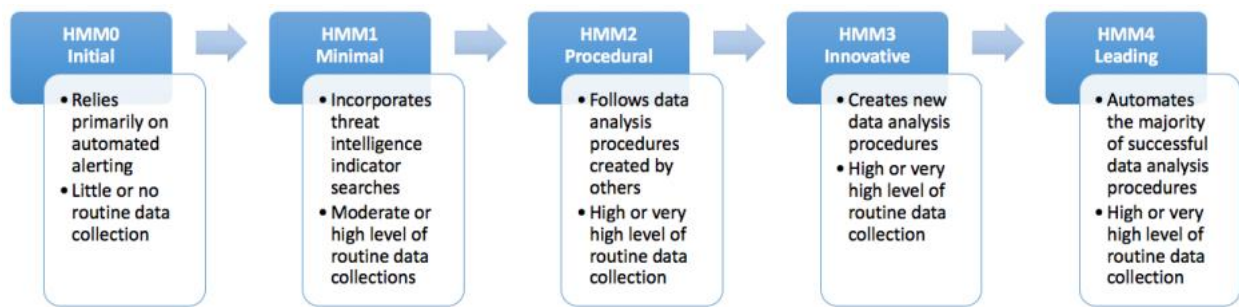 HMM0
Initial
• Relies
primarily on
automated
alerting
• Little or no
routine data
collection
HMM1
Minimal
• Incorporates
threat
intelligence
indicator
searches
• Moderate or
high level of
routine data
collections
HMM2
Procedural
• Follows data
analysis
procedures
created by
others
• High or very
high level of
routine data
collection
HMM3
Innovative
• Creates new
data analysis
procedures
• High or very
high level of
routine data
collection
HMM4
Leading
• Automates
the majority
of successful
data analysis
procedures
• High or very
high level of
routine data
collection